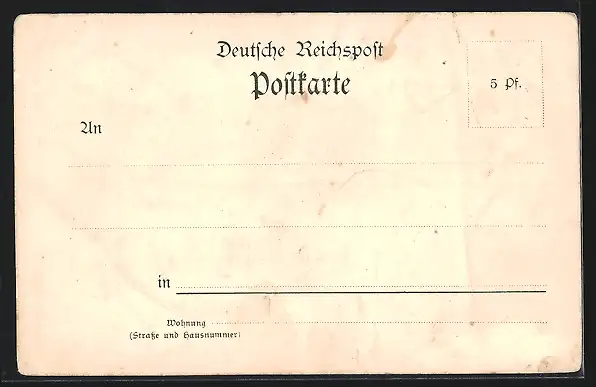 Deutsche Reichspost
Postkarte
5 Pf.
An
in
Wohnung
(Straße und Hausnummer)